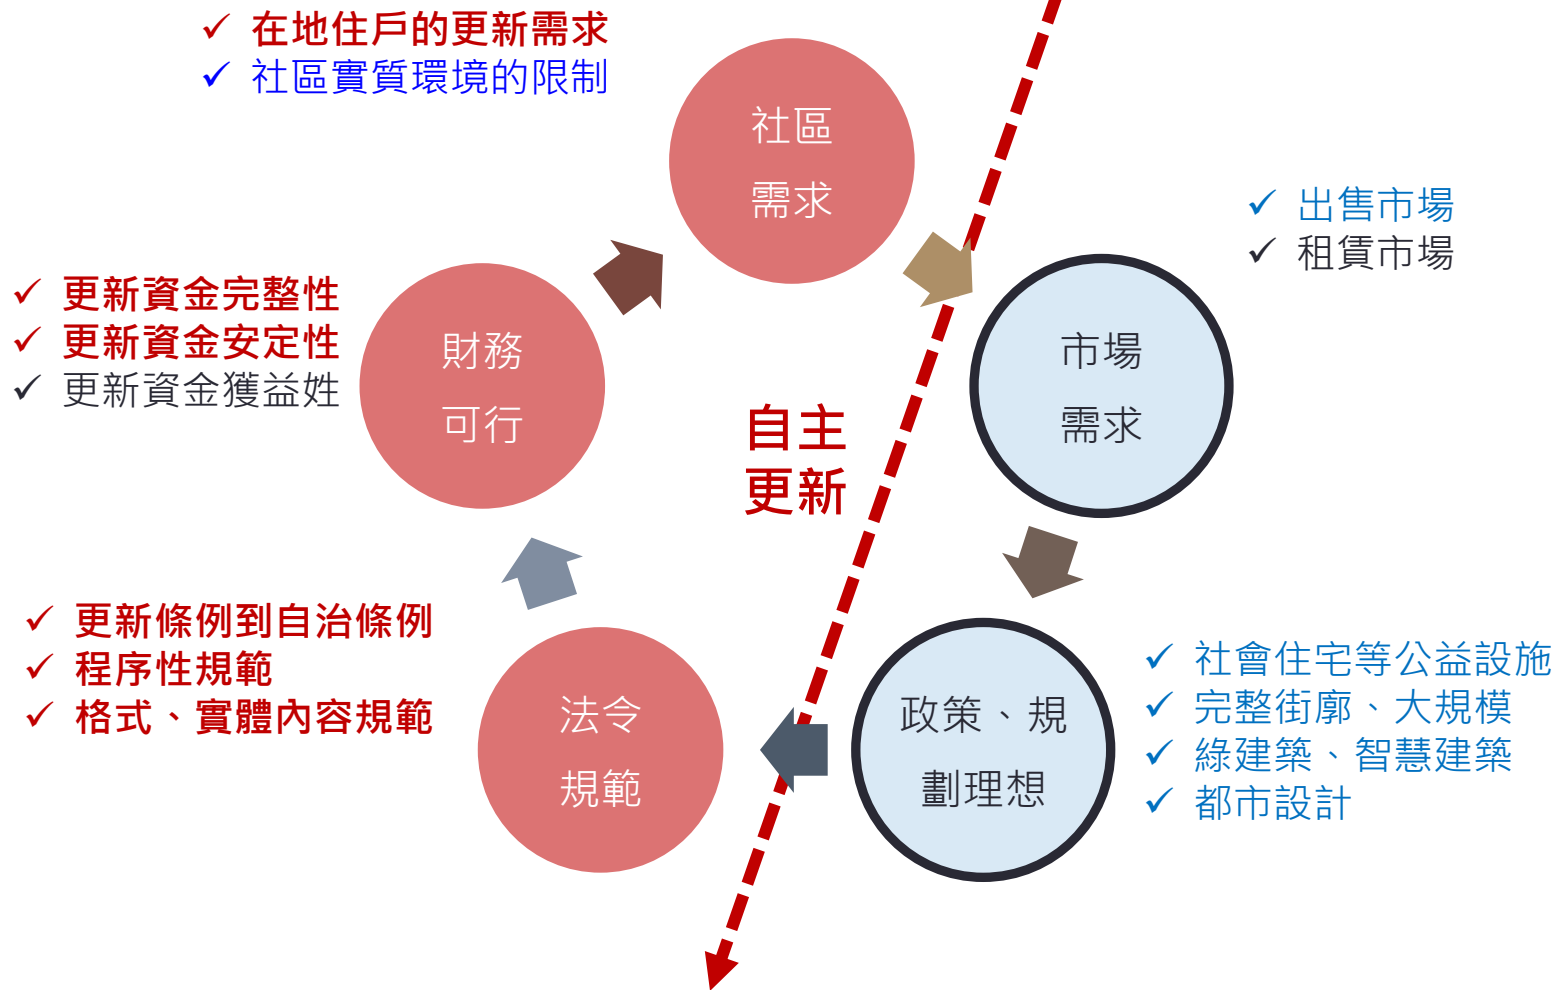 在地住戶的更新需求
社區實質環境的限制
社區
需求
出售市場
租賃市場
市場
需求
更新資金完整性
更新資金安定性
更新資金獲益姓
財務
可行
自主
更新
更新條例到自治條例
程序性規範
格式、實體內容規範
法令
規範
政策、規
劃理想
社會住宅等公益設施
完整街廓、大規模
綠建築、智慧建築
都市設計